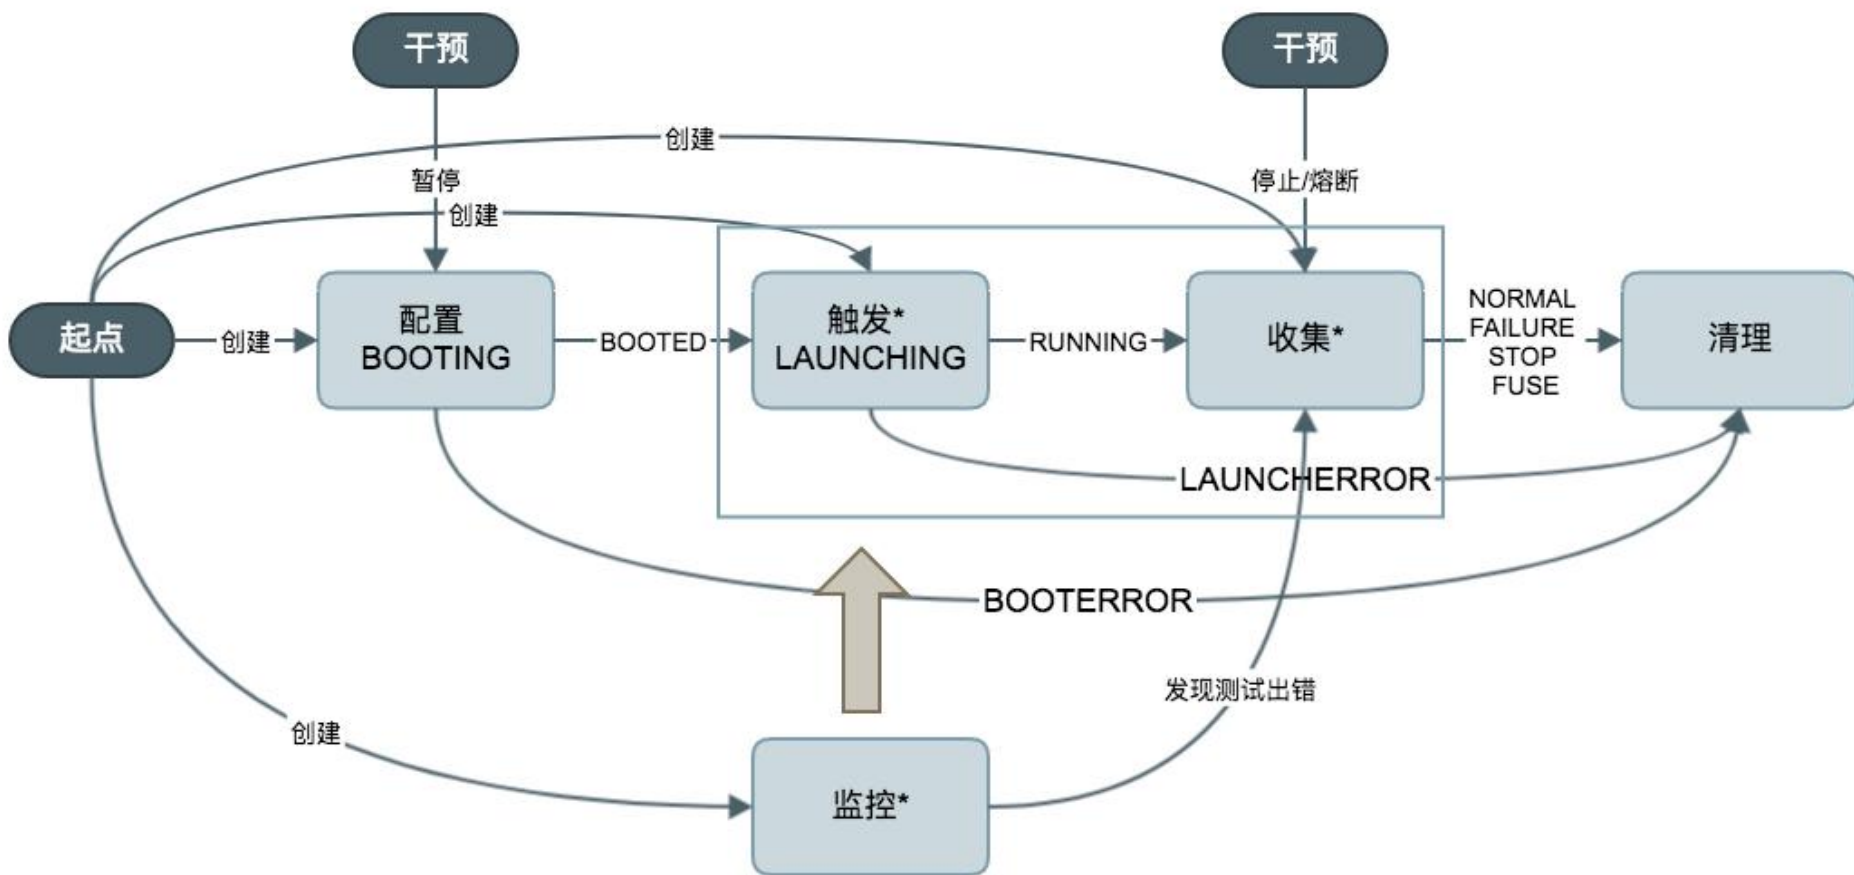 干预
干预
创建
暂停
停止/熔断
创建
起点
创建
配置
BOOTING
BOOTED
触发*
LAUNCHING
RUNNING
收集*
NORMAL
FAILURE
STOP
FUSE
清理
LAUNCHERROR
BOOTERROR
发现测试出错
创建
监控*